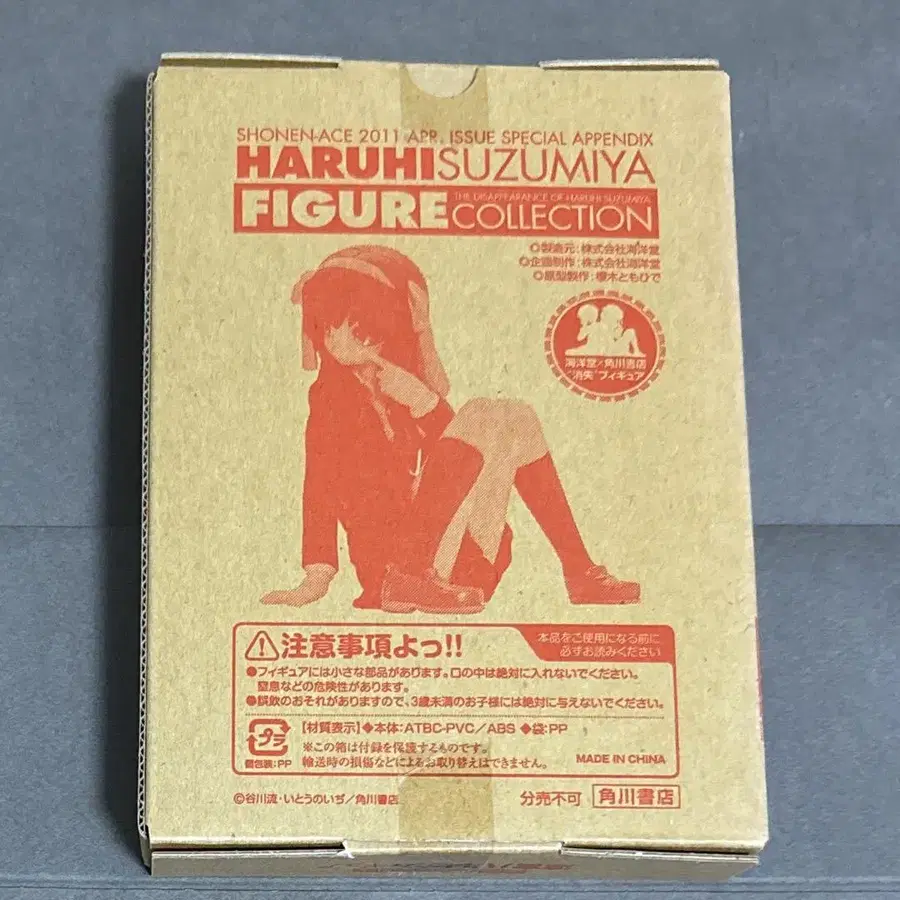 SHONEN-ACE 2011 APR. ISSUE SPECIAL APPENDIX
HARUHI SUZUMIYA
THE DISAPPEARANCE OF HARUHI SUZUMIYA
FIGURE COLLECTION
◎製造元:株式会社海洋堂
◎企画制作:株式会社海洋堂
◎原型製作:榎木ともひで
海洋堂×角川書店
"消失"フィギュア
注意事項よっ!!
本品をご使用になる前に
必ずお読みください
●フィギュアには小さな部品があります。口の中は絶対に入れないでください。
窒息などの危険性があります。
●誤飲のおそれがありますので、3歳未満のお子様には絶対に与えないでください。
プラ
個包装:PP
【材質表示】◆本体:ATBC-PVC/ABS ◆袋:PP
※この箱は付録を保護するものです。
輸送時の損傷などによるお取り替えはできません。
MADE IN CHINA
©谷川流・いとうのいぢ/角川書店
分売不可 角川書店